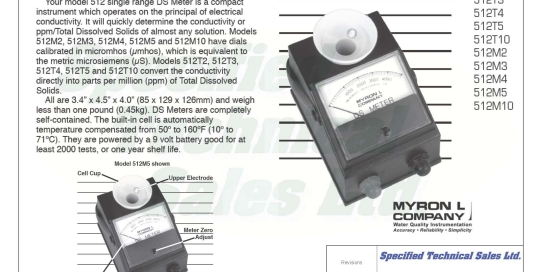 Your model 512 single range DS Meter is a compact
instrument which operates on the principal of electrical
conductivity. It will quickly determine the conductivity or
ppm/Total Dissolved Solids of almost any solution. Models
512M2, 512M3, 512M4, 512M5 and 512M10 have dials
calibrated in micromhos (µmhos), which is equivalent to
the metric microsiemens (µS). Models 512T2, 512T3,
512T4, 512T5 and 512T10 convert the conductivity
directly into parts per million (ppm) of Total Dissolved
Solids.
All are 3.4" x 4.5" x 4.0" (85 x 129 x 126mm) and weigh
less than one pound (0.45kg). DS Meters are completely
self-contained. The built-in cell is automatically
temperature compensated from 50° to 160°F (10° to
71°C). They are powered by a 9 volt battery good for at
least 2000 tests, or one year shelf life.
Model 512M5 shown
Cell Cup
Upper Electrode
Meter Zero
Adjust
512T3
512T4
512T5
512T10
512M2
512M3
512M4
512M5
512M10
DS METER
MYRON L
COMPANY
Water Quality Instrumentation
Accuracy • Reliability • Simplicity
Revisions
Specified Technical Sales Ltd.